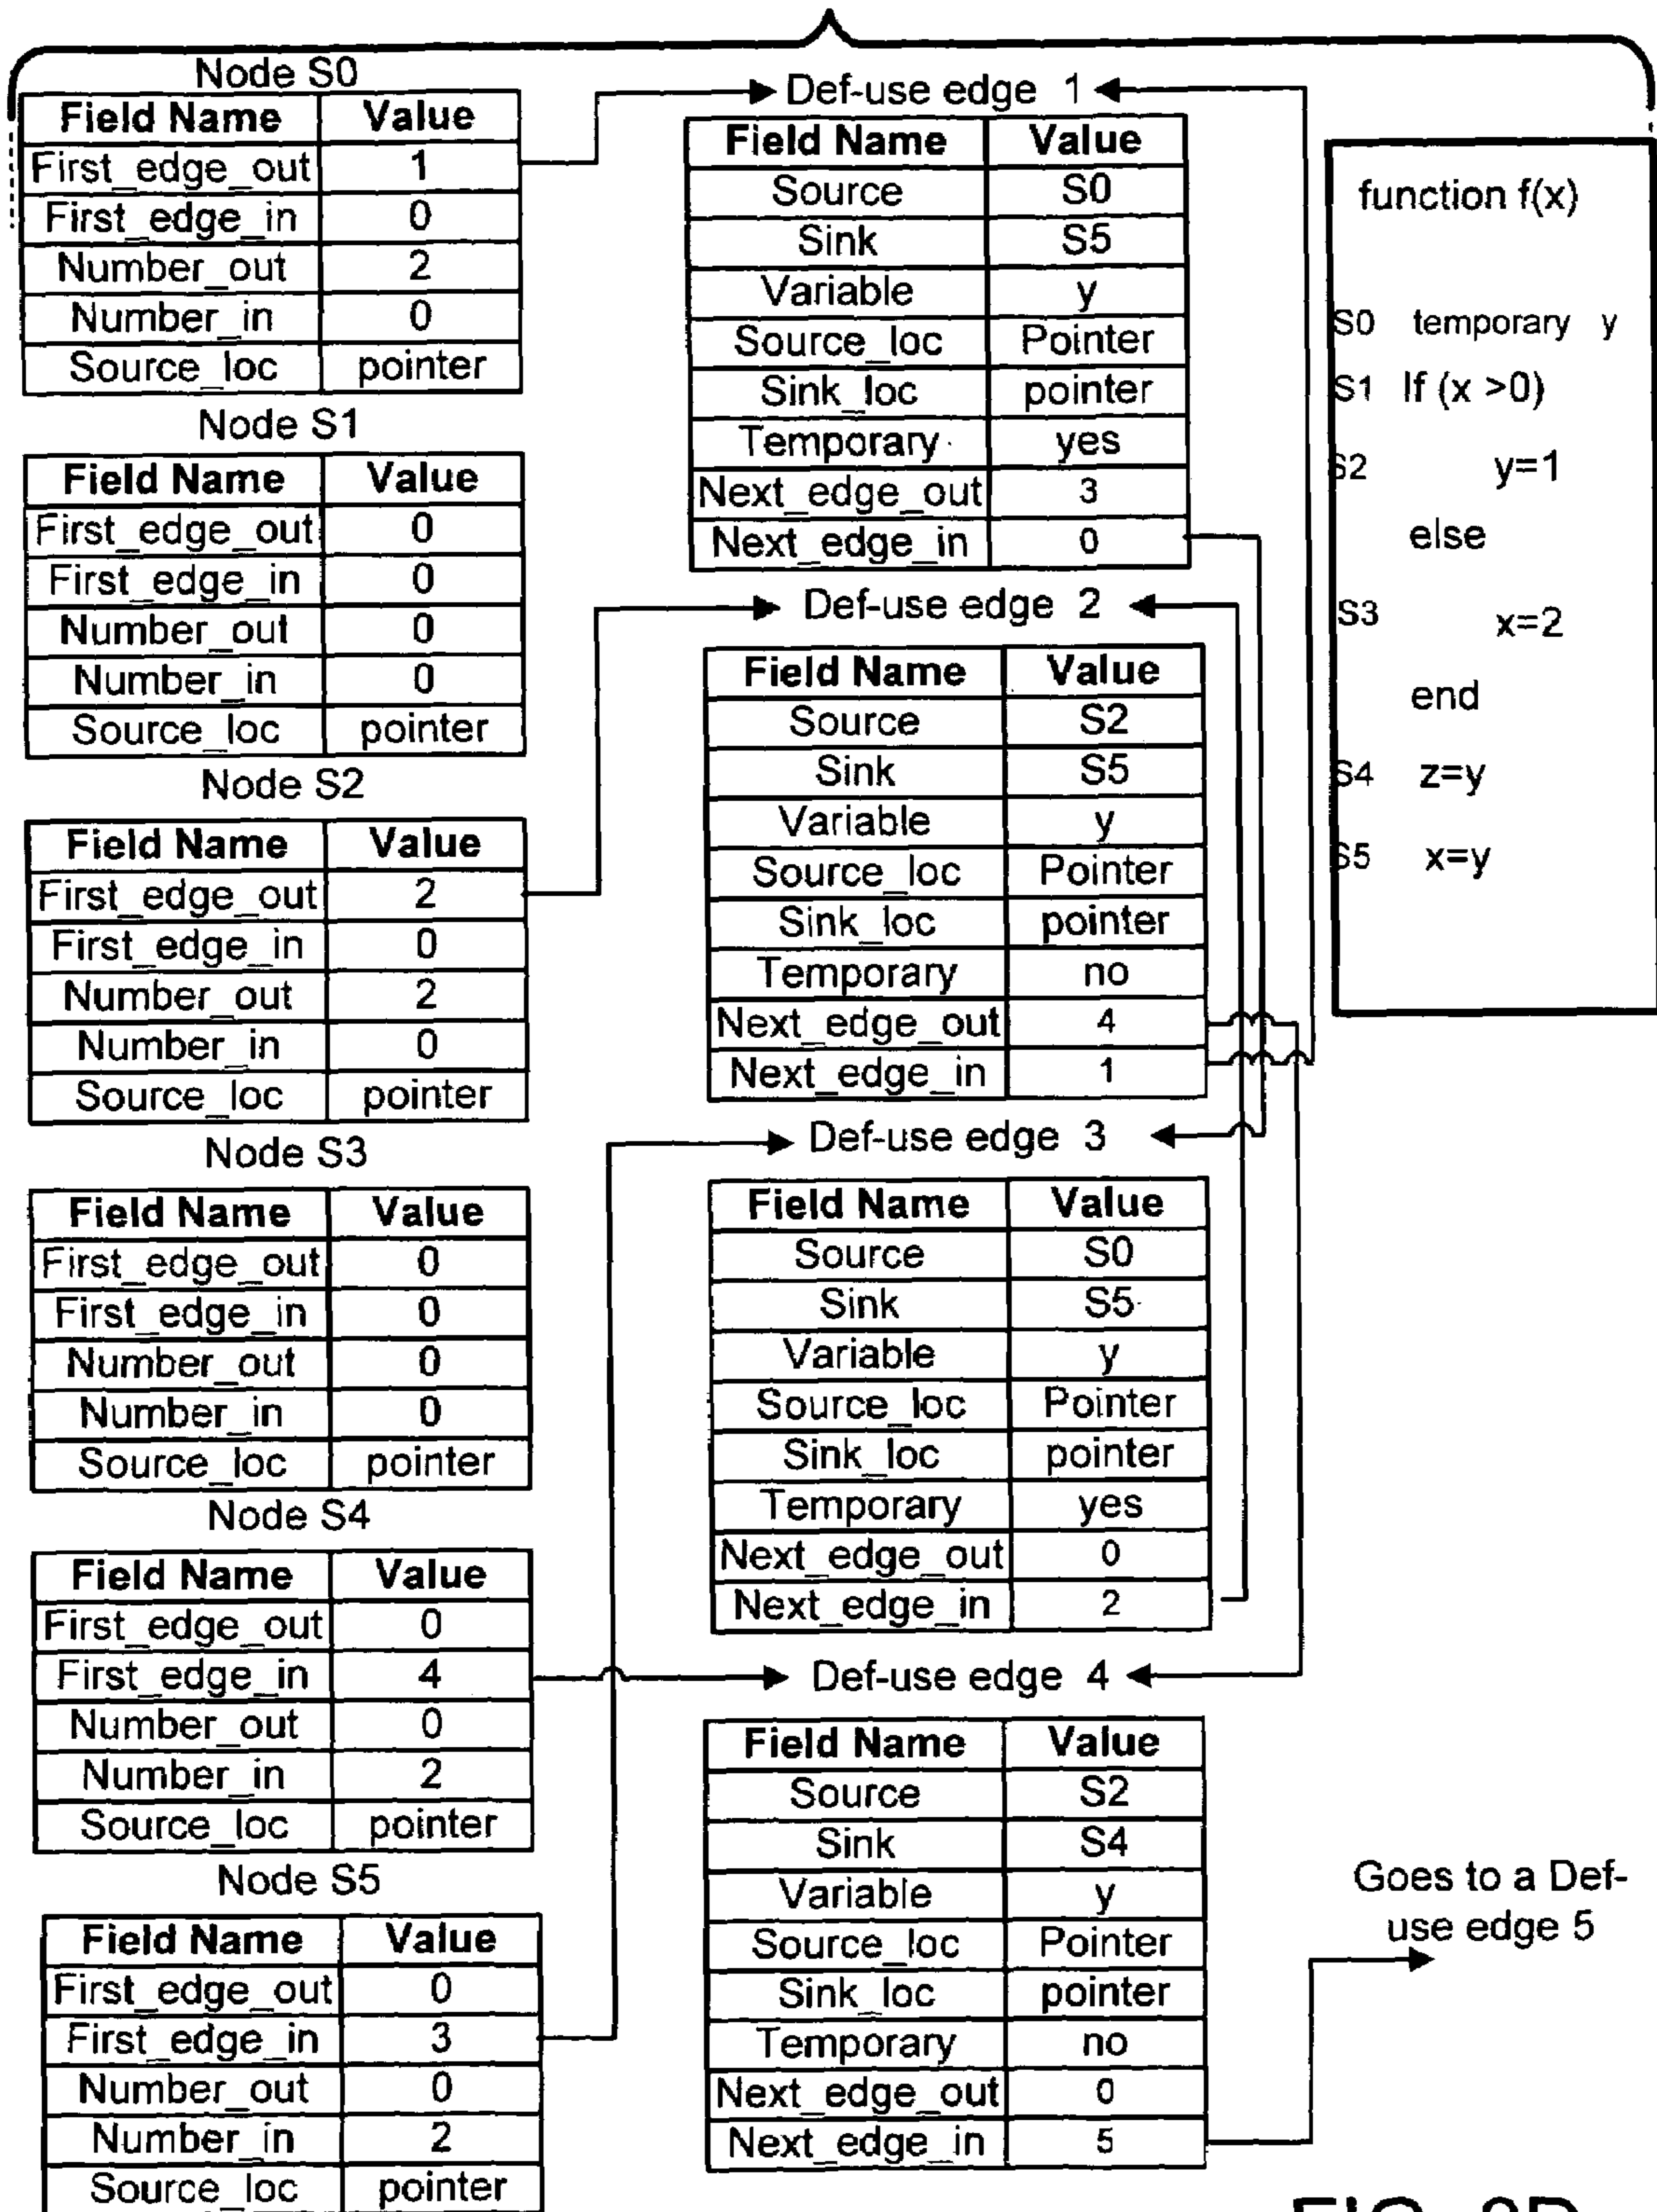 Node S0
Field Name Value
First_edge_out 1
First_edge_in 0
Number_out 2
Number_in 0
Source_loc pointer
Node S1
Field Name Value
First_edge_out 0
First_edge_in 0
Number_out 0
Number_in 0
Source_loc pointer
Node S2
Field Name Value
First_edge_out 2
First_edge_in 0
Number_out 2
Number_in 0
Source_loc pointer
Node S3
Field Name Value
First_edge_out 0
First_edge_in 0
Number_out 0
Number_in 0
Source_loc pointer
Node S4
Field Name Value
First_edge_out 0
First_edge_in 4
Number_out 0
Number_in 2
Source_loc pointer
Node S5
Field Name Value
First_edge_out 0
First_edge_in 3
Number_out 0
Number_in 2
Source_loc pointer
Def-use edge 1
Field Name Value
Source S0
Sink S5
Variable y
Source_loc Pointer
Sink_loc pointer
Temporary yes
Next_edge_out 3
Next_edge_in 0
Def-use edge 2
Field Name Value
Source S2
Sink S5
Variable y
Source_loc Pointer
Sink_loc pointer
Temporary no
Next_edge_out 4
Next_edge_in 1
Def-use edge 3
Field Name Value
Source S0
Sink S5
Variable y
Source_loc Pointer
Sink_loc pointer
Temporary yes
Next_edge_out 0
Next_edge_in 2
Def-use edge 4
Field Name Value
Source S2
Sink S4
Variable y
Source_loc Pointer
Sink_loc pointer
Temporary no
Next_edge_out 0
Next_edge_in 5
function f(x)
S0 temporary y
S1 If (x >0)
S2 y=1
else
S3 x=2
end
S4 z=y
S5 x=y
Goes to a Def-
use edge 5